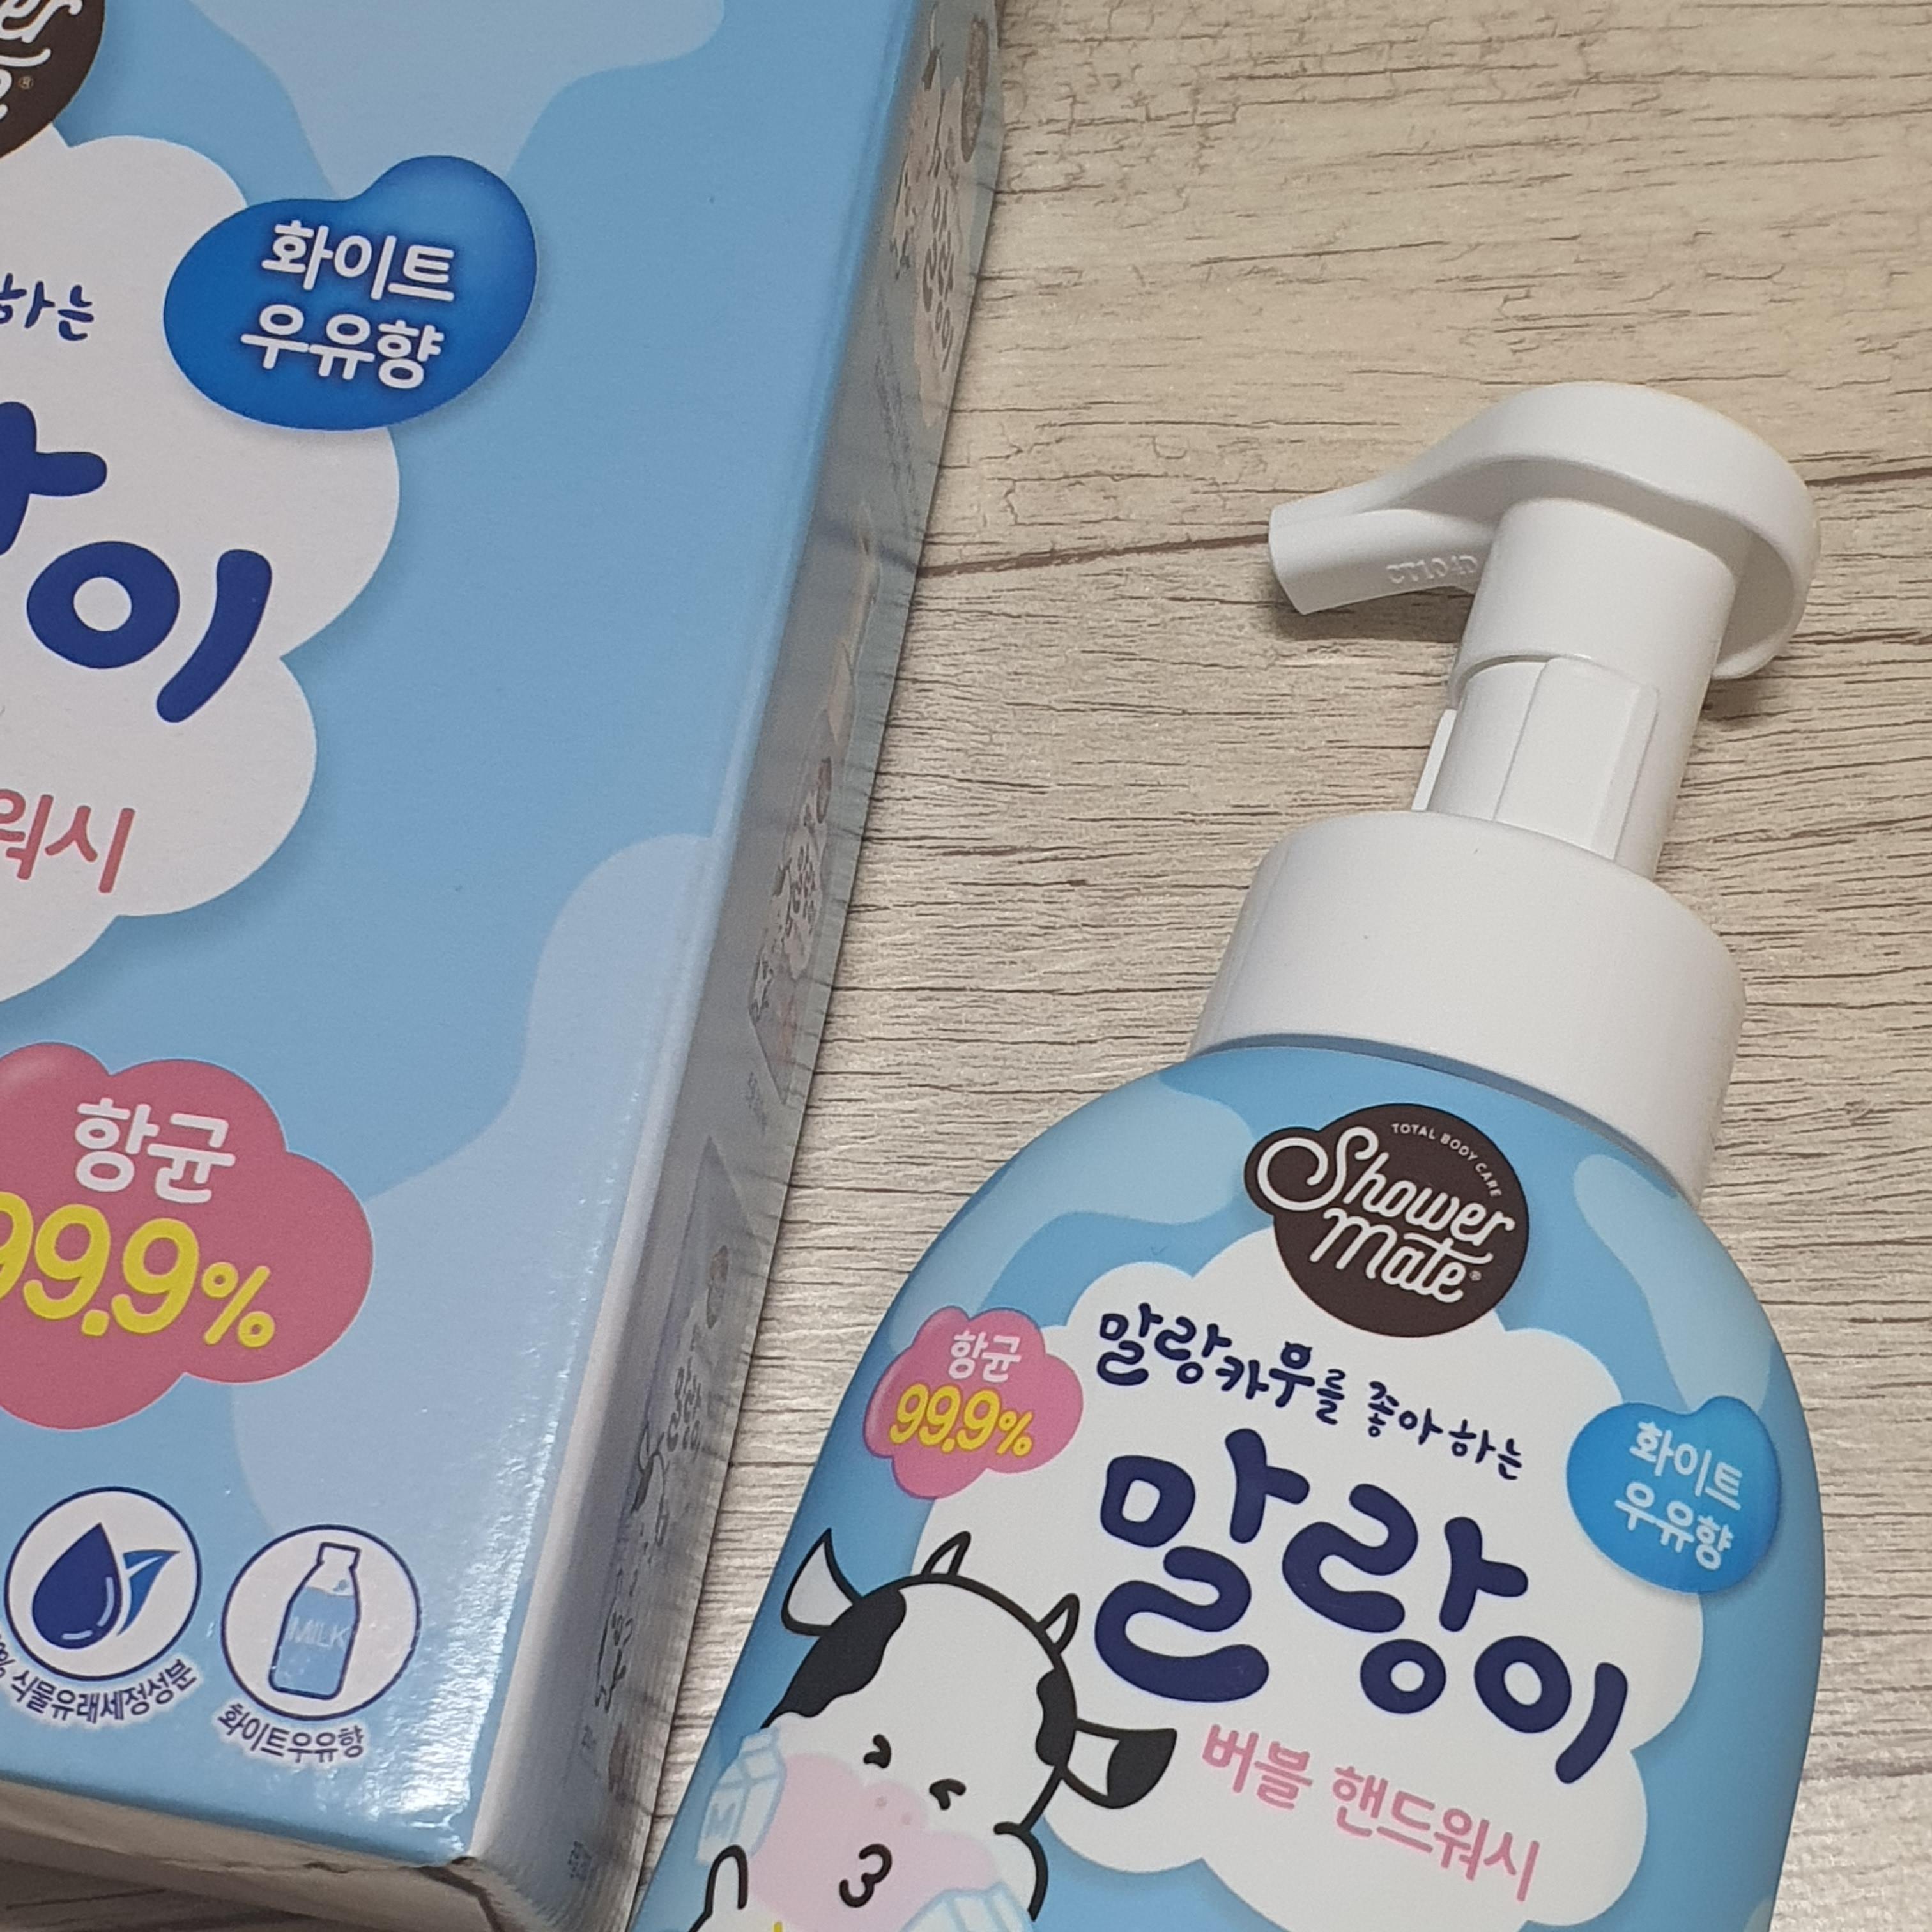 화이트
우유향
하는
이
워시
항균
99.9%
MILK
식물유래세정성분
화이트우유향
CT104D
TOTAL BODY CARE
Shower
Mate®
항균
99.9%
말랑카우를 좋아하는
화이트
우유향
말랑이
버블 핸드워시